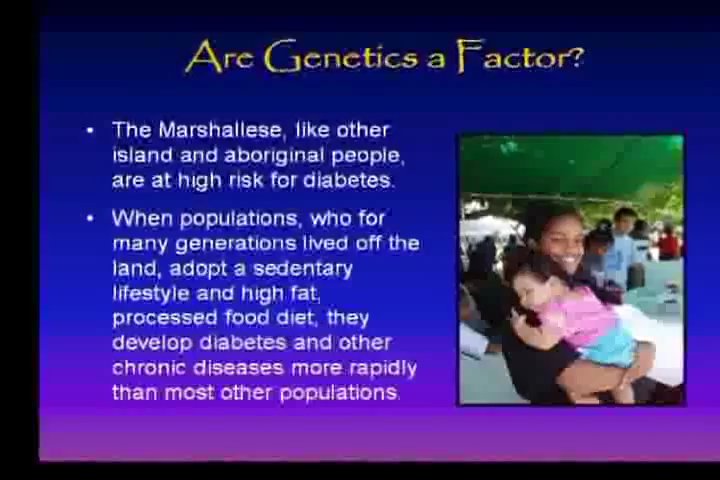 Are Genetics a Factor?
• The Marshallese, like other
island and aboriginal people,
are at high risk for diabetes.
• When populations, who for
many generations lived off the
land, adopt a sedentary
lifestyle and high fat,
processed food diet, they
develop diabetes and other
chronic diseases more rapidly
than most other populations.